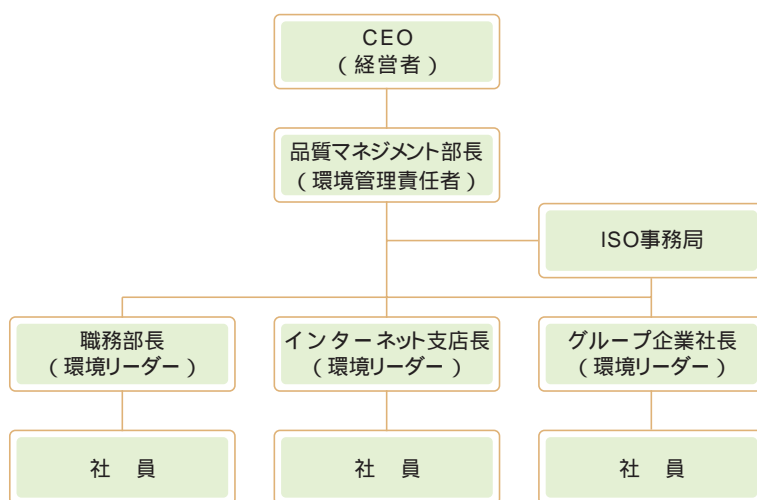 CEO
(経営者)
品質マネジメント部長
(環境管理責任者)
ISO事務局
職務部長
(環境リーダー)
インターネット支店長
(環境リーダー)
グループ企業社長
(環境リーダー)
社 員
社 員
社 員